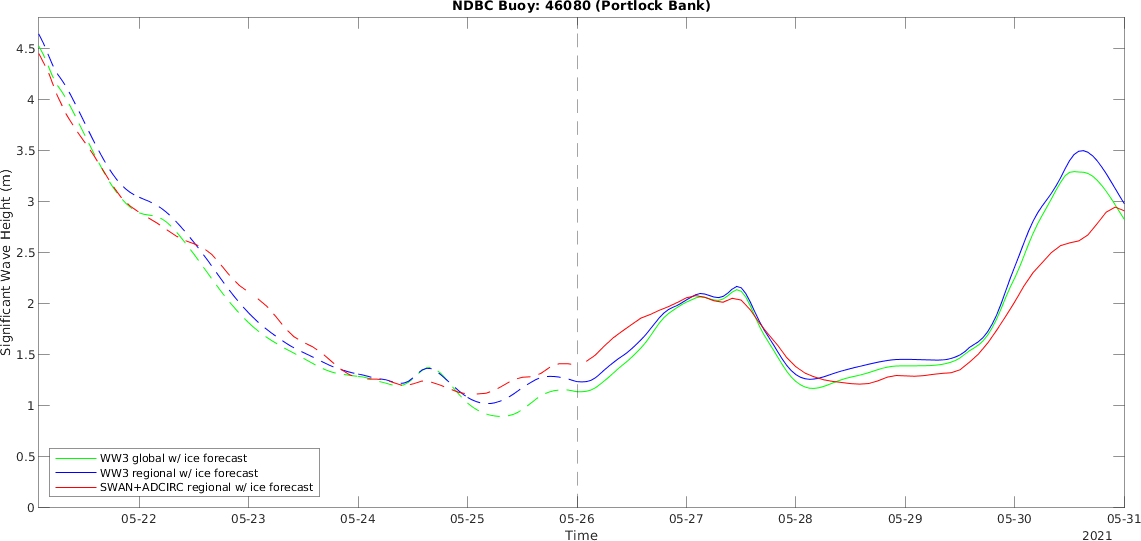 NDBC Buoy: 46080 (Portlock Bank)
Significant Wave Height (m)
4.5
4
3.5
3
2.5
2
1.5
1
0.5
0
WW3 global w/ ice forecast
WW3 regional w/ ice forecast
SWAN+ADCIRC regional w/ ice forecast
05-22 05-23 05-24 05-25 05-26 05-27 05-28 05-29 05-30 05-31
Time
2021